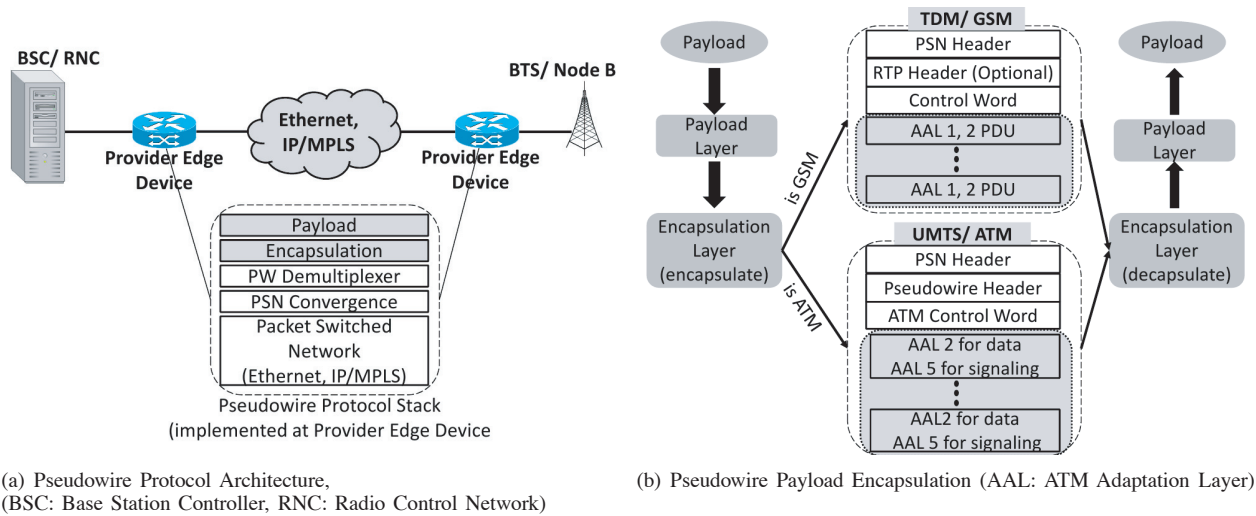 BSC/ RNC
BTS/ Node B
Ethernet,
IP/MPLS
Provider Edge
Device
Provider Edge
Device
Payload
Encapsulation
PW Demultiplexer
PSN Convergence
Packet Switched
Network
(Ethernet, IP/MPLS)
Pseudowire Protocol Stack
(implemented at Provider Edge Device
(a) Pseudowire Protocol Architecture,
(BSC: Base Station Controller, RNC: Radio Control Network)
Payload
Payload
Layer
Encapsulation
Layer
(encapsulate)
is GSM
is ATM
TDM/ GSM
PSN Header
RTP Header (Optional)
Control Word
AAL 1, 2 PDU
AAL 1, 2 PDU
UMTS/ ATM
PSN Header
Pseudowire Header
ATM Control Word
AAL 2 for data
AAL 5 for signaling
AAL2 for data
AAL 5 for signaling
Payload
Payload
Layer
Encapsulation
Layer
(decapsulate)
(b) Pseudowire Payload Encapsulation (AAL: ATM Adaptation Layer)